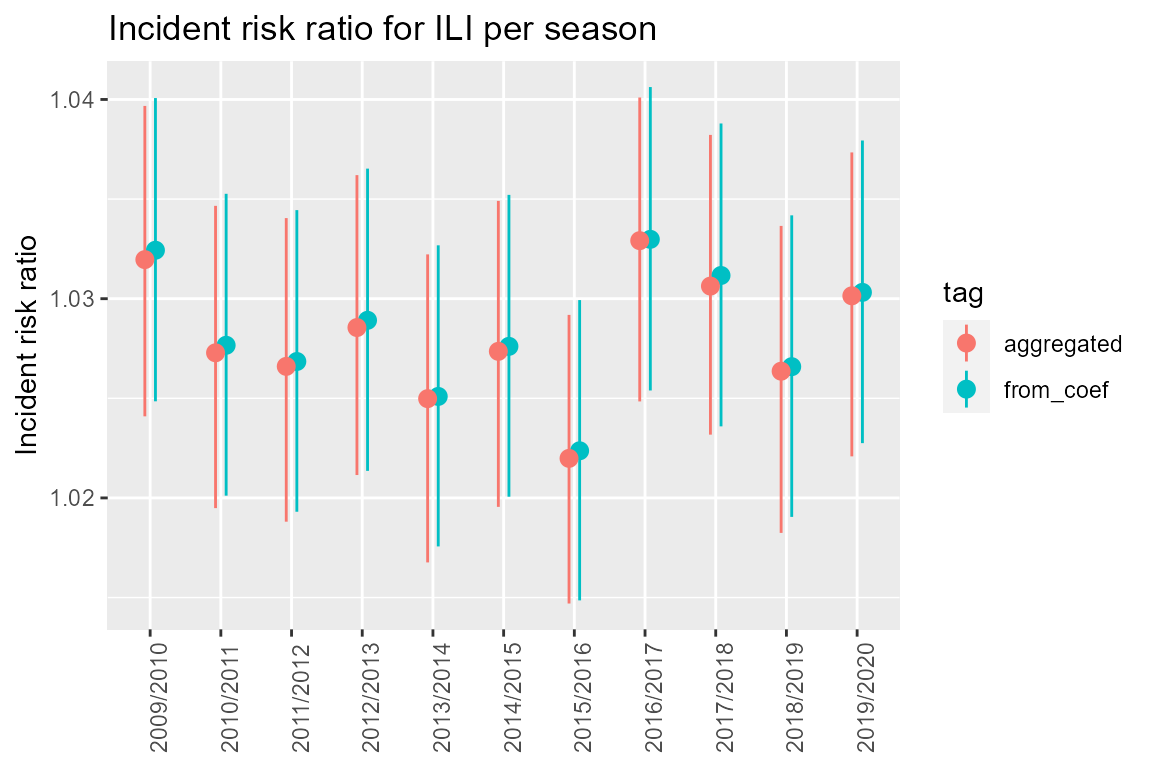 Incident risk ratio for ILI per season
Incident risk ratio
1.04
1.03
1.02
2009/2010
2010/2011
2011/2012
2012/2013
2013/2014
2014/2015
2015/2016
2016/2017
2017/2018
2018/2019
2019/2020
tag
aggregated
from_coef